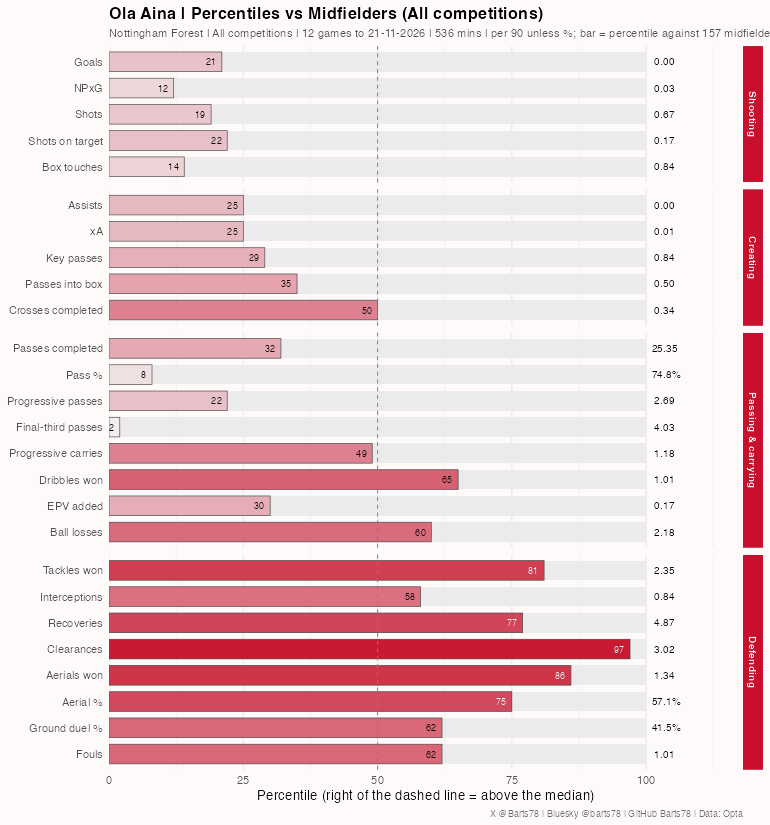 Ola Aina | Percentiles vs Midfielders (All competitions)
Nottingham Forest | All competitions | 12 games to 21-11-2026 | 536 mins | per 90 unless %; bar = percentile against 157 midfielde
Shooting
Goals 21 0.00
NPxG 12 0.03
Shots 19 0.67
Shots on target 22 0.17
Box touches 14 0.84
Creating
Assists 25 0.00
xA 25 0.01
Key passes 29 0.84
Passes into box 35 0.50
Crosses completed 50 0.34
Passing & carrying
Passes completed 32 25.35
Pass % 8 74.8%
Progressive passes 22 2.69
Final-third passes 2 4.03
Progressive carries 49 1.18
Dribbles won 65 1.01
EPV added 30 0.17
Ball losses 60 2.18
Defending
Tackles won 81 2.35
Interceptions 58 0.84
Recoveries 77 4.87
Clearances 97 3.02
Aerials won 86 1.34
Aerial % 75 57.1%
Ground duel % 62 41.5%
Fouls 62 1.01
0 25 50 75 100
Percentile (right of the dashed line = above the median)
X @Barts78 | Bluesky @barts78 | GitHub Barts78 | Data: Opta